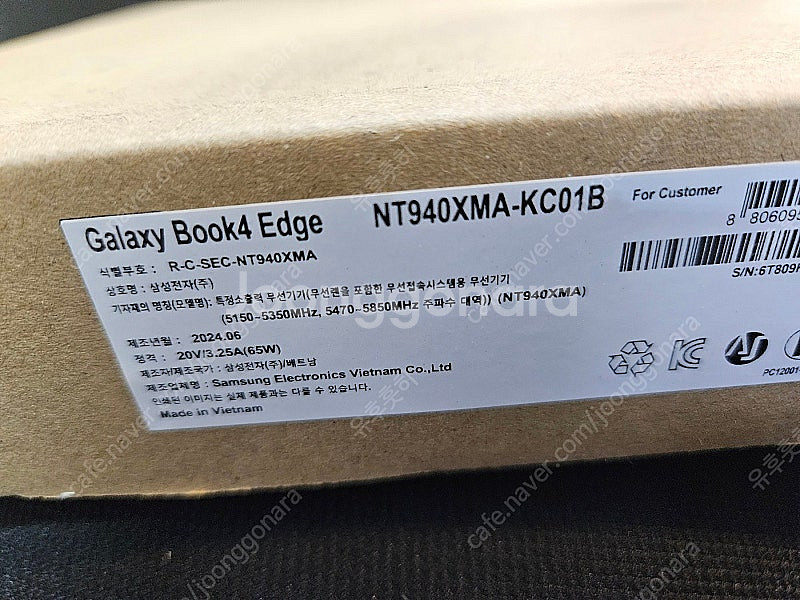 Galaxy Book4 Edge NT940XMA-KC01B For Customer
식별부호 : R-C-SEC-NT940XMA
상호명 : 삼성전자(주)
기자재의 명칭(모델명): 특정소출력 무선기기(무선랜을 포함한 무선접속시스템용 무선기기
(5150~5350MHz, 5470~5850MHz 주파수 대역)) (NT940XMA)
제조년월 : 2024.06
정격 : 20V/3.25A(65W)
제조자/제조국가 : 삼성전자(주)/베트남
제조업체명 : Samsung Electronics Vietnam Co.,Ltd
인쇄된 이미지는 실제 제품과는 다를 수 있습니다.
Made in Vietnam
8 806095
S/N:6T809
PC12001-
joonggonara
cafe.naver.com/joonggonara